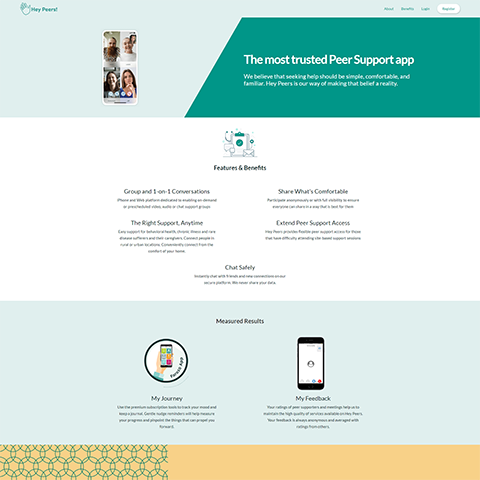 Hey Peers!
About Benefits Login Register
The most trusted Peer Support app
We believe that seeking help should be simple, comfortable, and
familiar. Hey Peers is our way of making that belief a reality.
Features & Benefits
Group and 1-on-1 Conversations
Phone and Web platform dedicated to enabling on-demand
or prescheduled video, audio or chat support groups
Share What's Comfortable
Participate anonymously or with full visibility to ensure
everyone can share in a way that is best for them
The Right Support, Anytime
Easy support for behavioral health, chronic illness and rare
disease sufferers and their caregivers. Connect people in
rural or urban locations. Conveniently connect from the
comfort of your home.
Extend Peer Support Access
Hey Peers provides flexible peer support access for those
that have difficulty attending site-based support sessions
Chat Safely
Instantly chat with friends and new connections on our
secure platform. We never share your data.
Measured Results
My Journey
Use the premium subscription tools to track your mood and
keep a journal. Gentle nudge reminders will help measure
your progress and pinpoint the things that can propel you
forward.
My Feedback
Your ratings of peer supporters and meetings help us to
maintain the high quality of services available on Hey Peers.
Your feedback is always anonymous and averaged with
ratings from others.